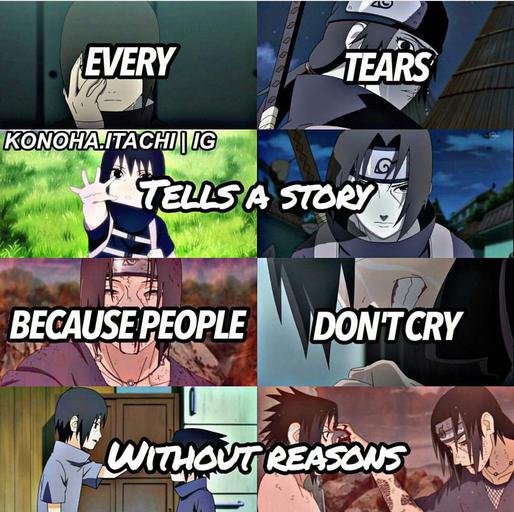 EVERY TEARS
KONOHA.ITACHI | IG
TELLS A STORY
BECAUSE PEOPLE DON'T CRY
WITHOUT REASONS